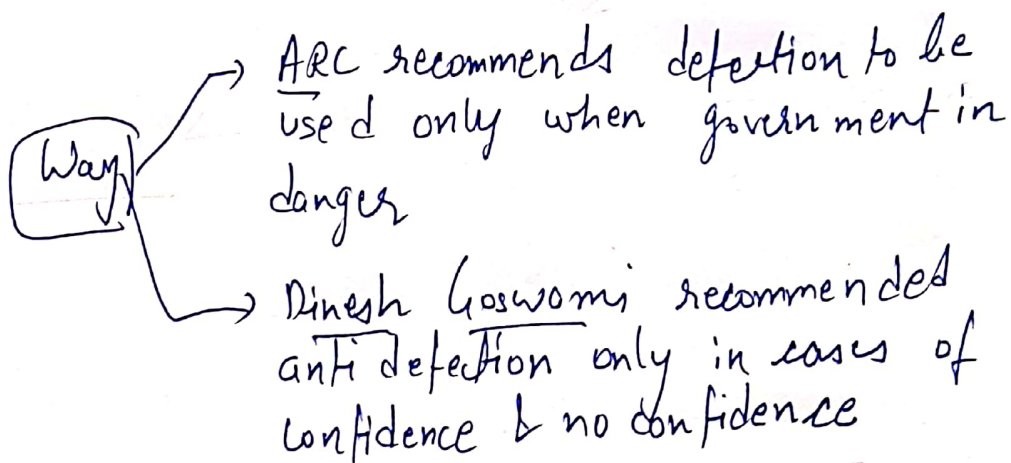 ARC recommends defection to be
used only when government in
danger
Way
Dinesh Goswami recommended
anti defection only in cases of
confidence & no confidence